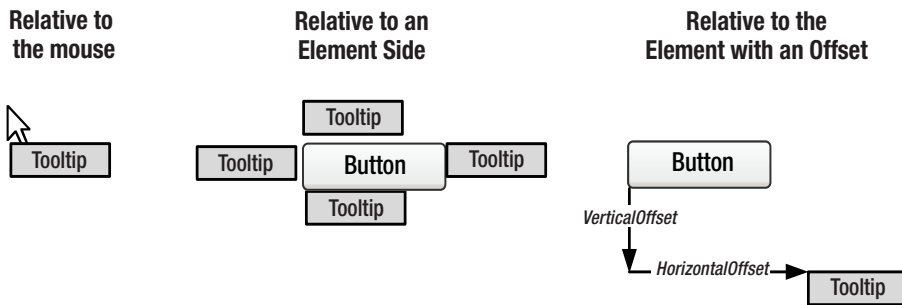 Relative to
the mouse
Relative to an
Element Side
Relative to the
Element with an Offset
Tooltip
Tooltip
Tooltip
Button
Tooltip
Tooltip
Button
VerticalOffset
HorizontalOffset
Tooltip